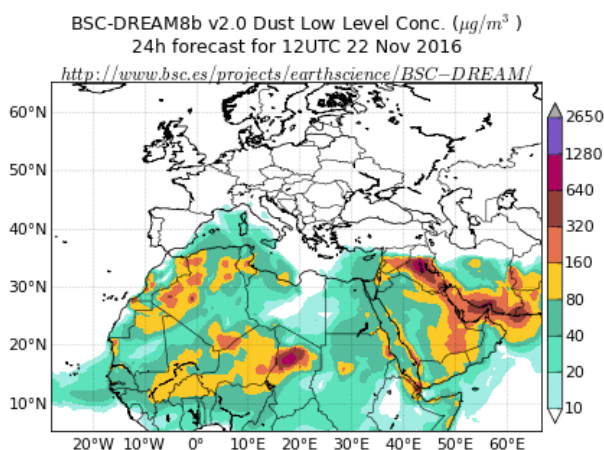 BSC-DREAM8b v2.0 Dust Low Level Conc. (μg/m³ )
24h forecast for 12UTC 22 Nov 2016
http://www.bsc.es/projects/earthscience/BSC−DREAM/
60°N
50°N
40°N
30°N
20°N
10°N
20°W 10°W 0° 10°E 20°E 30°E 40°E 50°E 60°E
2650
1280
640
320
160
80
40
20
10